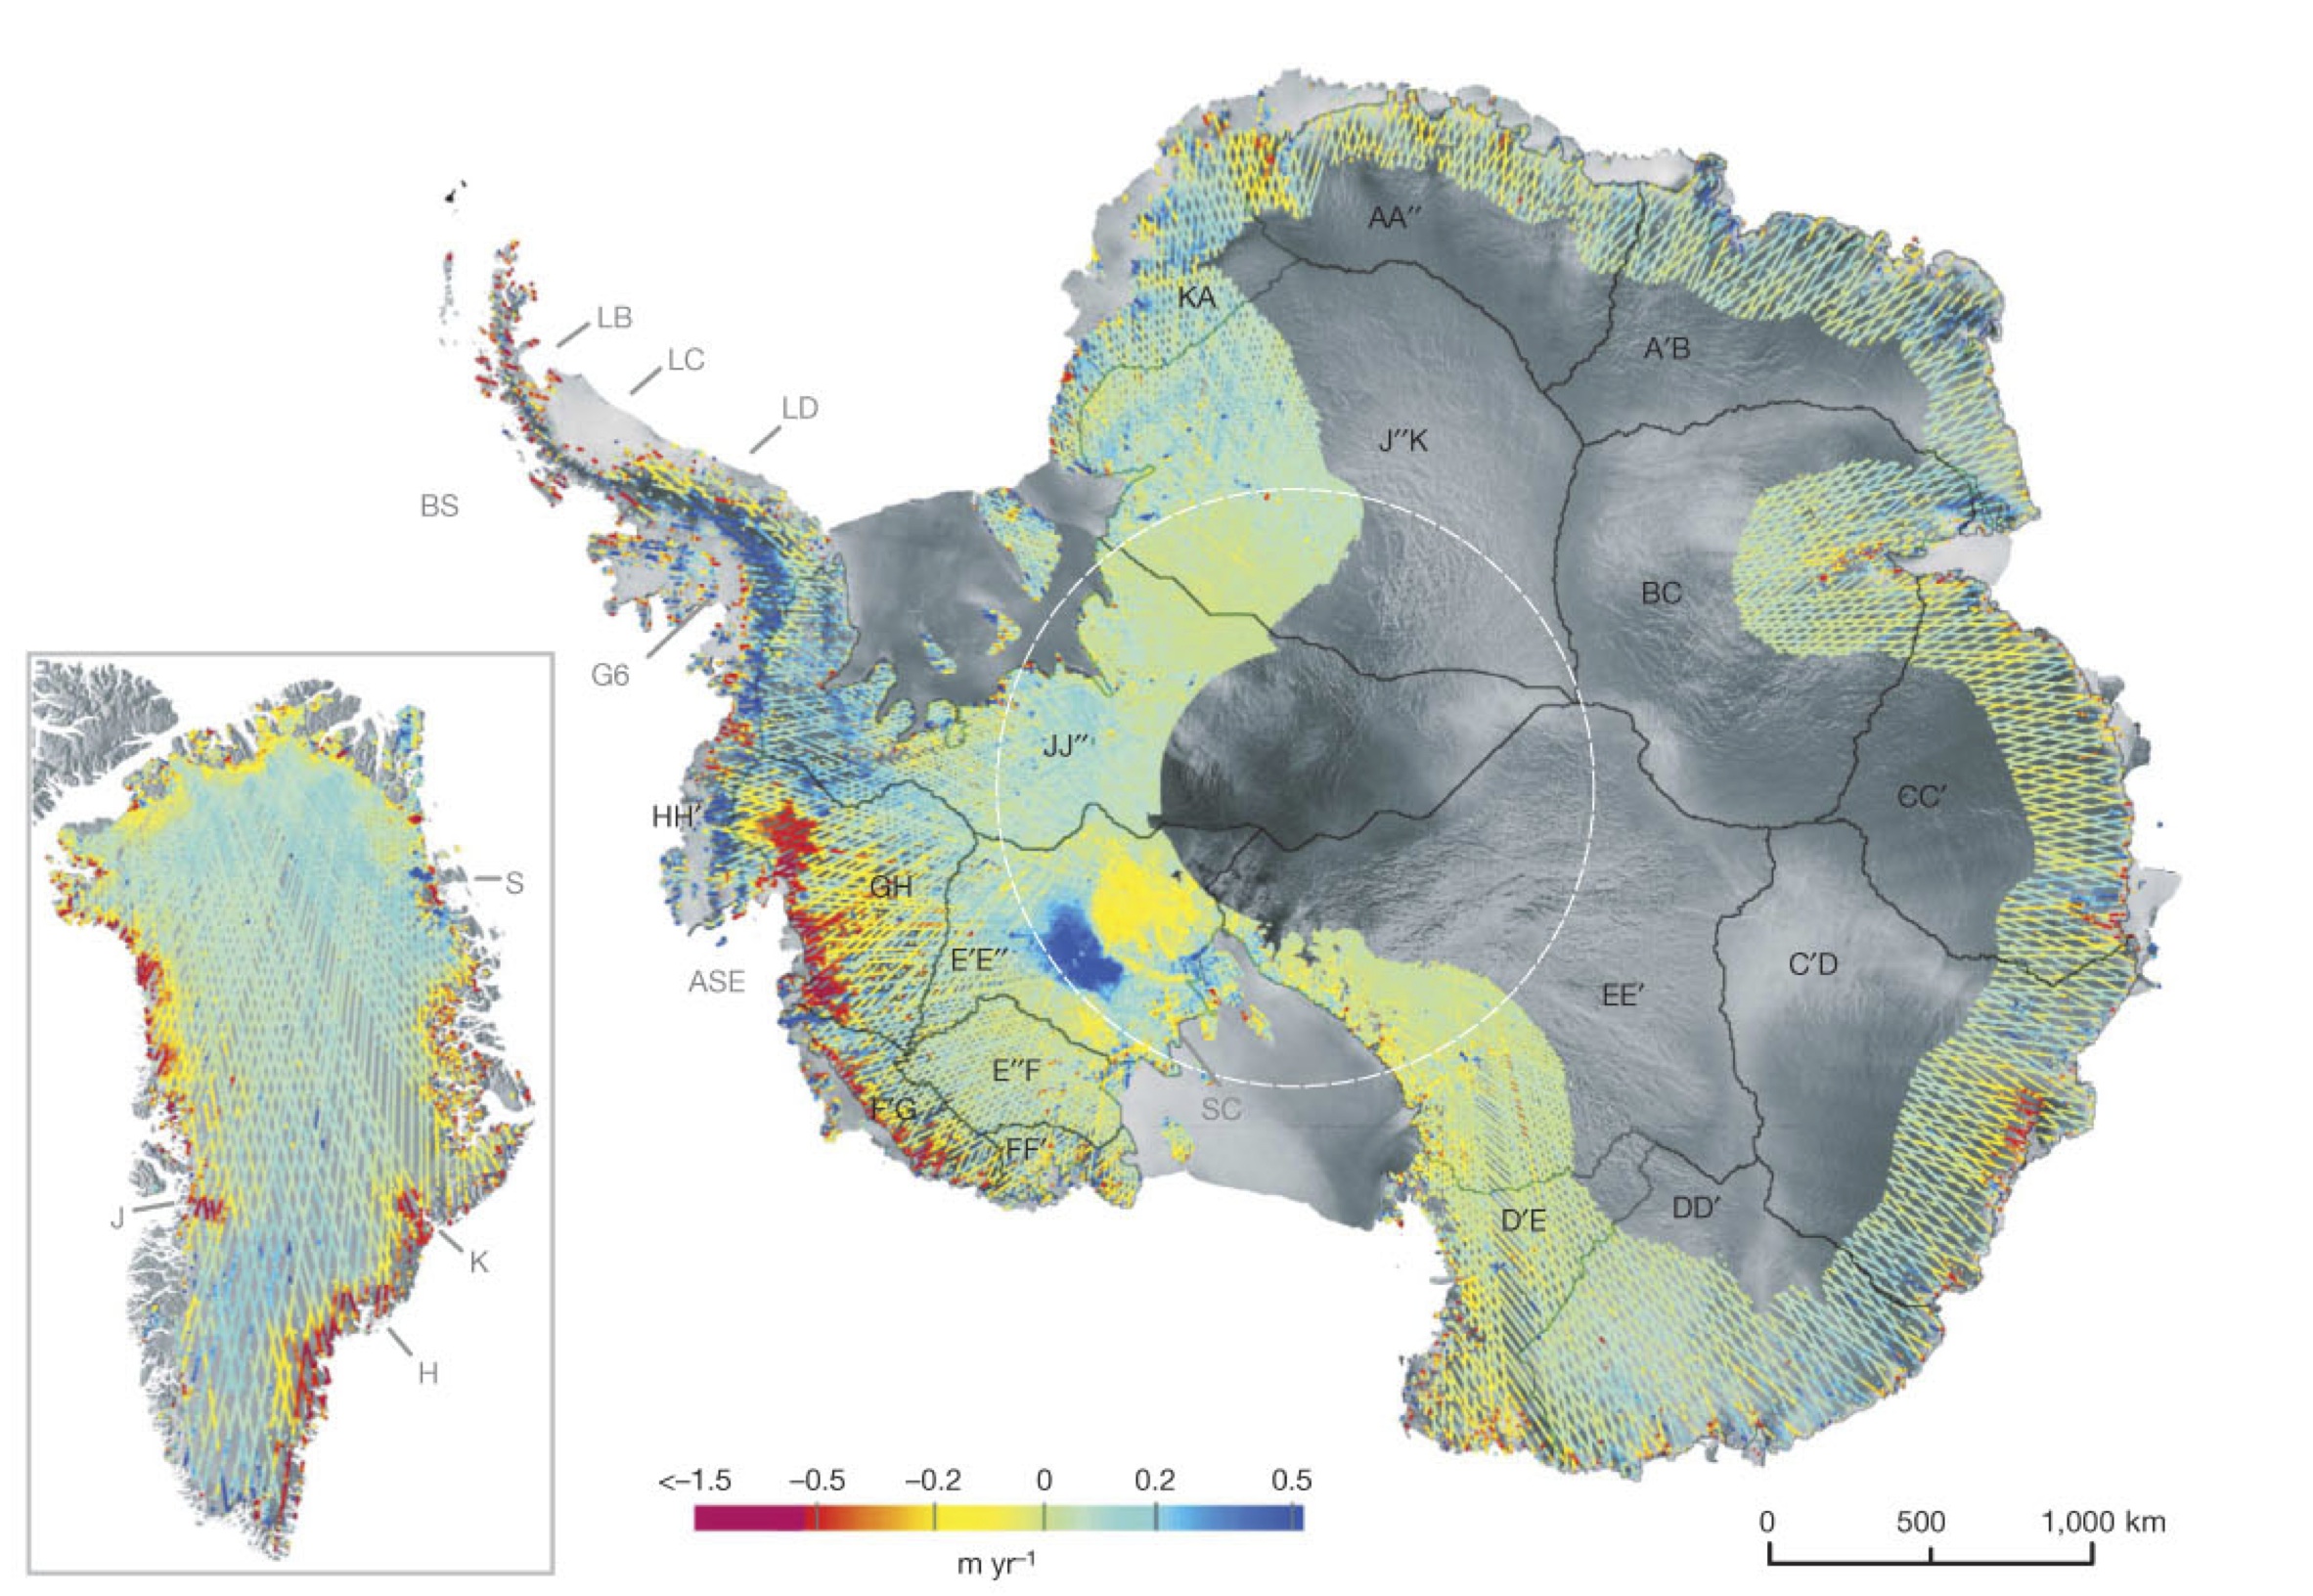 AA″
KA
LB
A′B
LC
LD
J″K
BS
BC
G6
JJ″
CC′
HH′
GH
S
E′E″
C′D
ASE
EE′
E″F
F′G
SC
FF′
DD′
J
D′E
K
H
<–1.5 –0.5 –0.2 0 0.2 0.5
m yr⁻¹
0 500 1,000 km